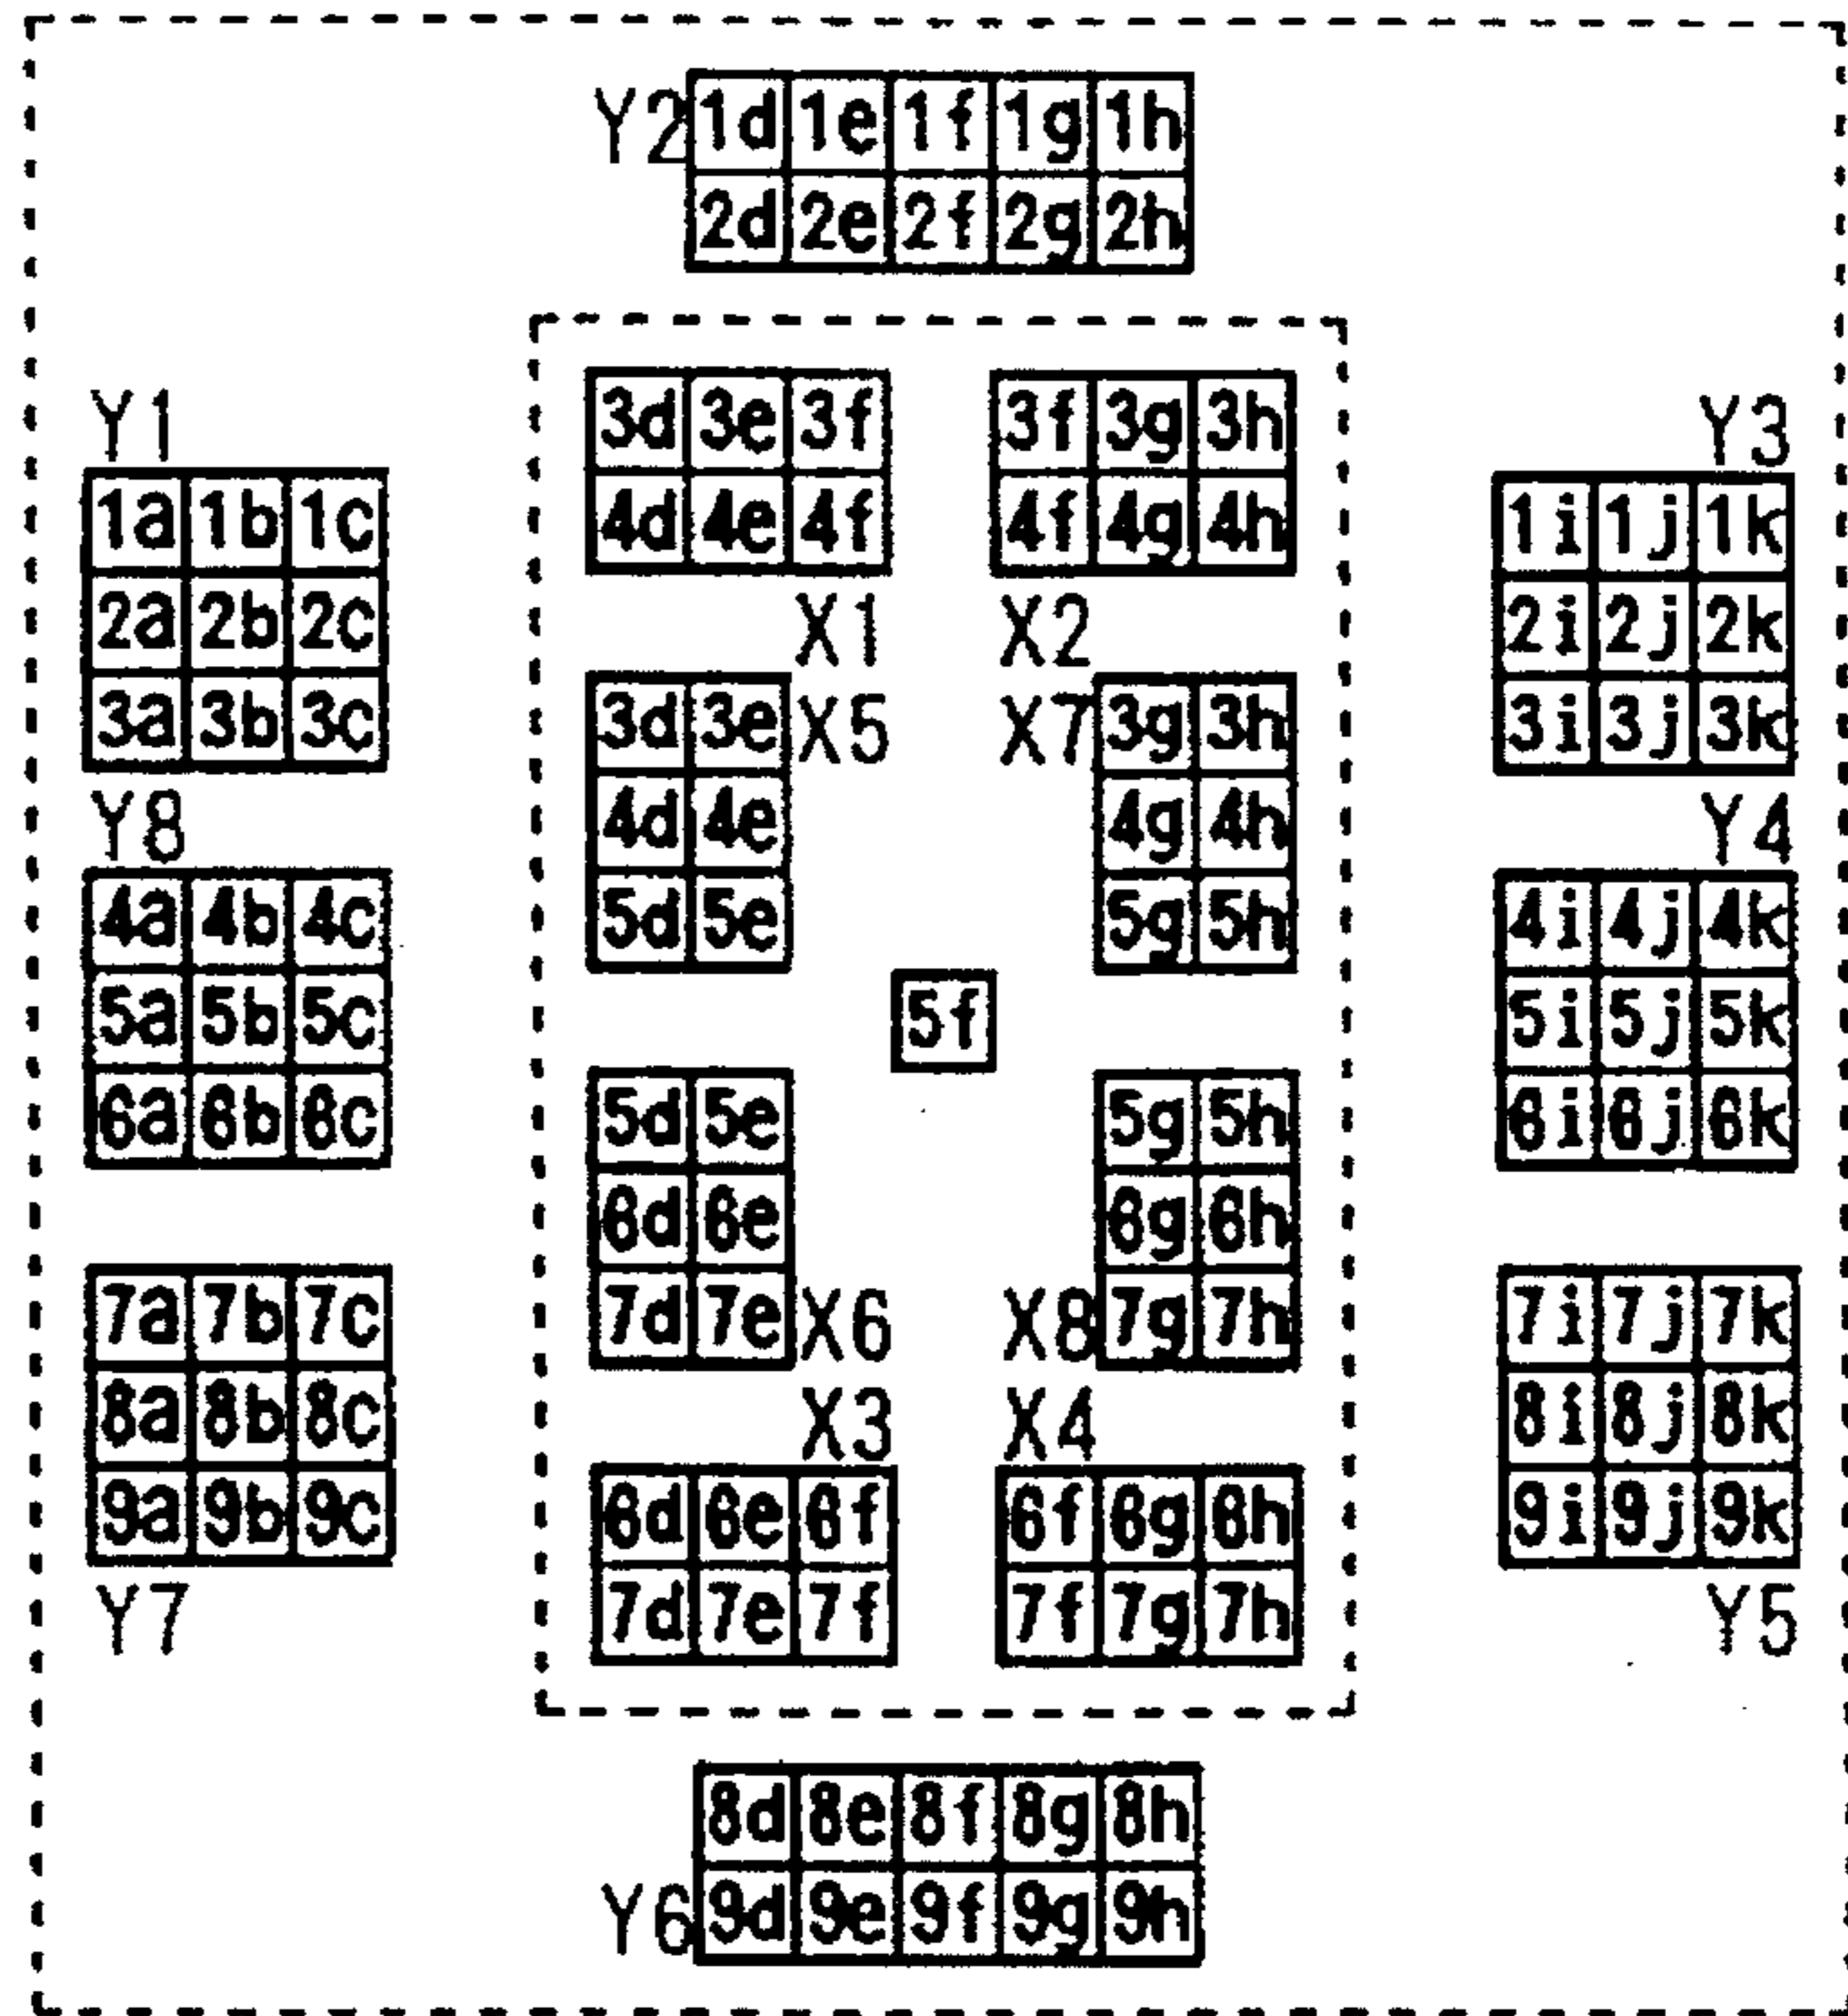 Y2
1d 1e 1f 1g 1h
2d 2e 2f 2g 2h
Y1
1a 1b 1c
2a 2b 2c
3a 3b 3c
Y8
4a 4b 4c
5a 5b 5c
6a 6b 6c
7a 7b 7c
8a 8b 8c
9a 9b 9c
Y7
3d 3e 3f
4d 4e 4f
X1
3f 3g 3h
4f 4g 4h
X2
3d 3e
4d 4e
5d 5e
X5
X7
3g 3h
4g 4h
5g 5h
5f
5d 5e
6d 6e
7d 7e
X6
X8
5g 5h
6g 6h
7g 7h
X3
6d 6e 6f
7d 7e 7f
X4
6f 6g 6h
7f 7g 7h
Y3
1i 1j 1k
2i 2j 2k
3i 3j 3k
Y4
4i 4j 4k
5i 5j 5k
6i 6j 6k
7i 7j 7k
8i 8j 8k
9i 9j 9k
Y5
8d 8e 8f 8g 8h
9d 9e 9f 9g 9h
Y6